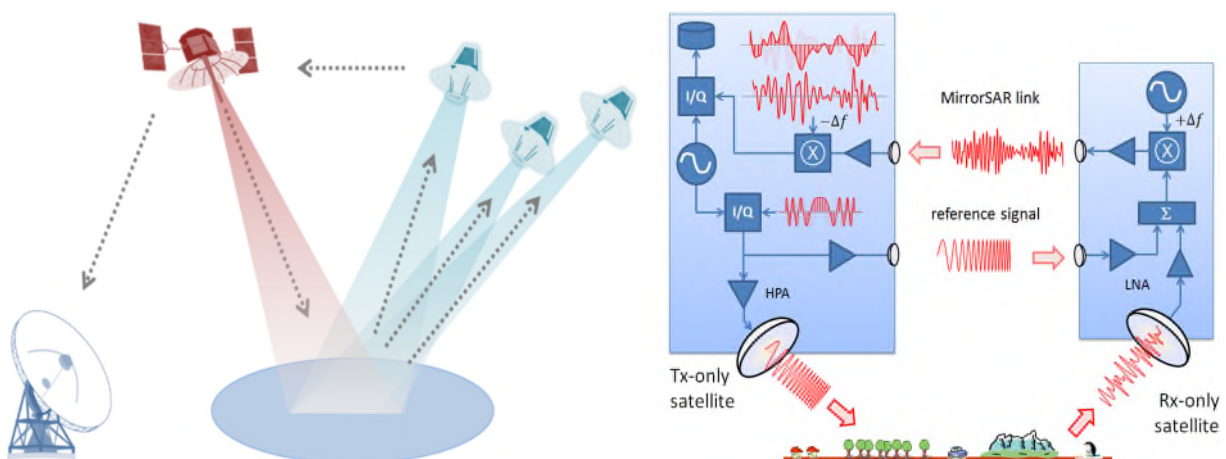 I/Q
−Δf
X
MirrorSAR link
+Δf
X
I/Q
reference signal
Σ
HPA
LNA
Tx-only
satellite
Rx-only
satellite